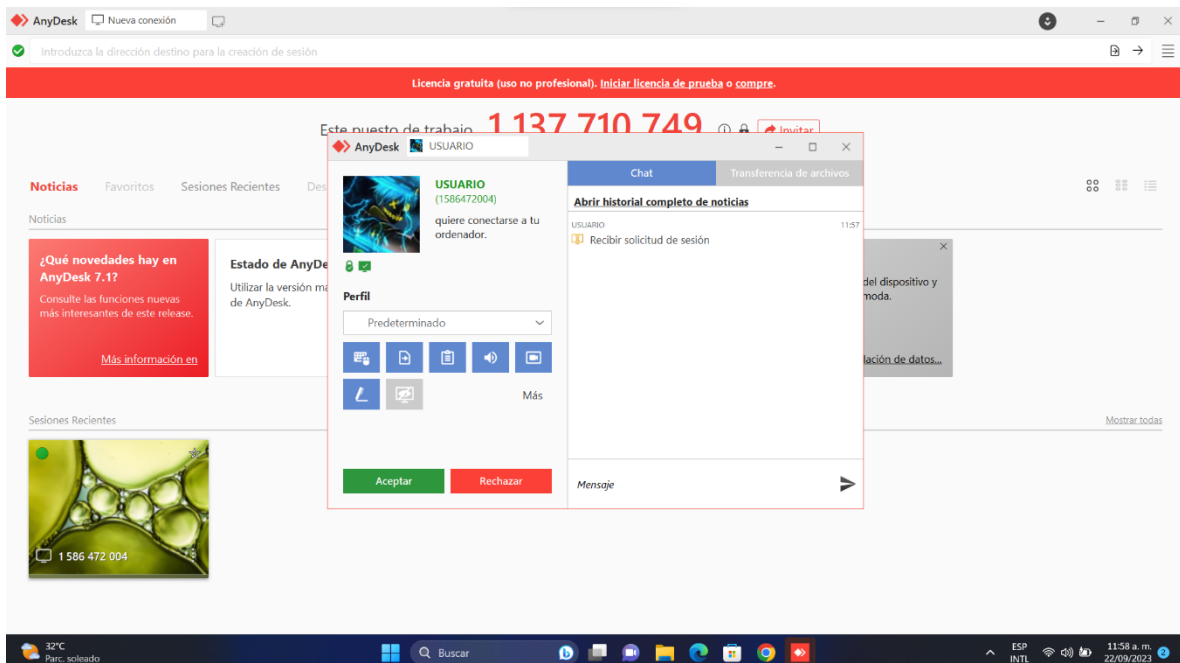 AnyDesk
Nueva conexión
Introduzca la dirección destino para la creación de sesión
Licencia gratuita (uso no profesional). Iniciar licencia de prueba o compre.
Este puesto de trabajo 1 137 710 749
Invitar
Noticias Favoritos Sesiones Recientes Des
Noticias
¿Qué novedades hay en
AnyDesk 7.1?
Consulte las funciones nuevas
más interesantes de este release.
Más información en
Estado de AnyDe
Utilizar la versión ma
de AnyDesk.
AnyDesk USUARIO
USUARIO
(1586472004)
quiere conectarse a tu
ordenador.
Perfil
Predeterminado
Más
Aceptar Rechazar
Chat Transferencia de archivos
Abrir historial completo de noticias
USUARIO 11:57
Recibir solicitud de sesión
Mensaje
del dispositivo y
moda.
lación de datos...
Sesiones Recientes Mostrar todas
1 586 472 004
32°C
Parc. soleado
Buscar
ESP
INTL
11:58 a. m.
22/09/2023
2